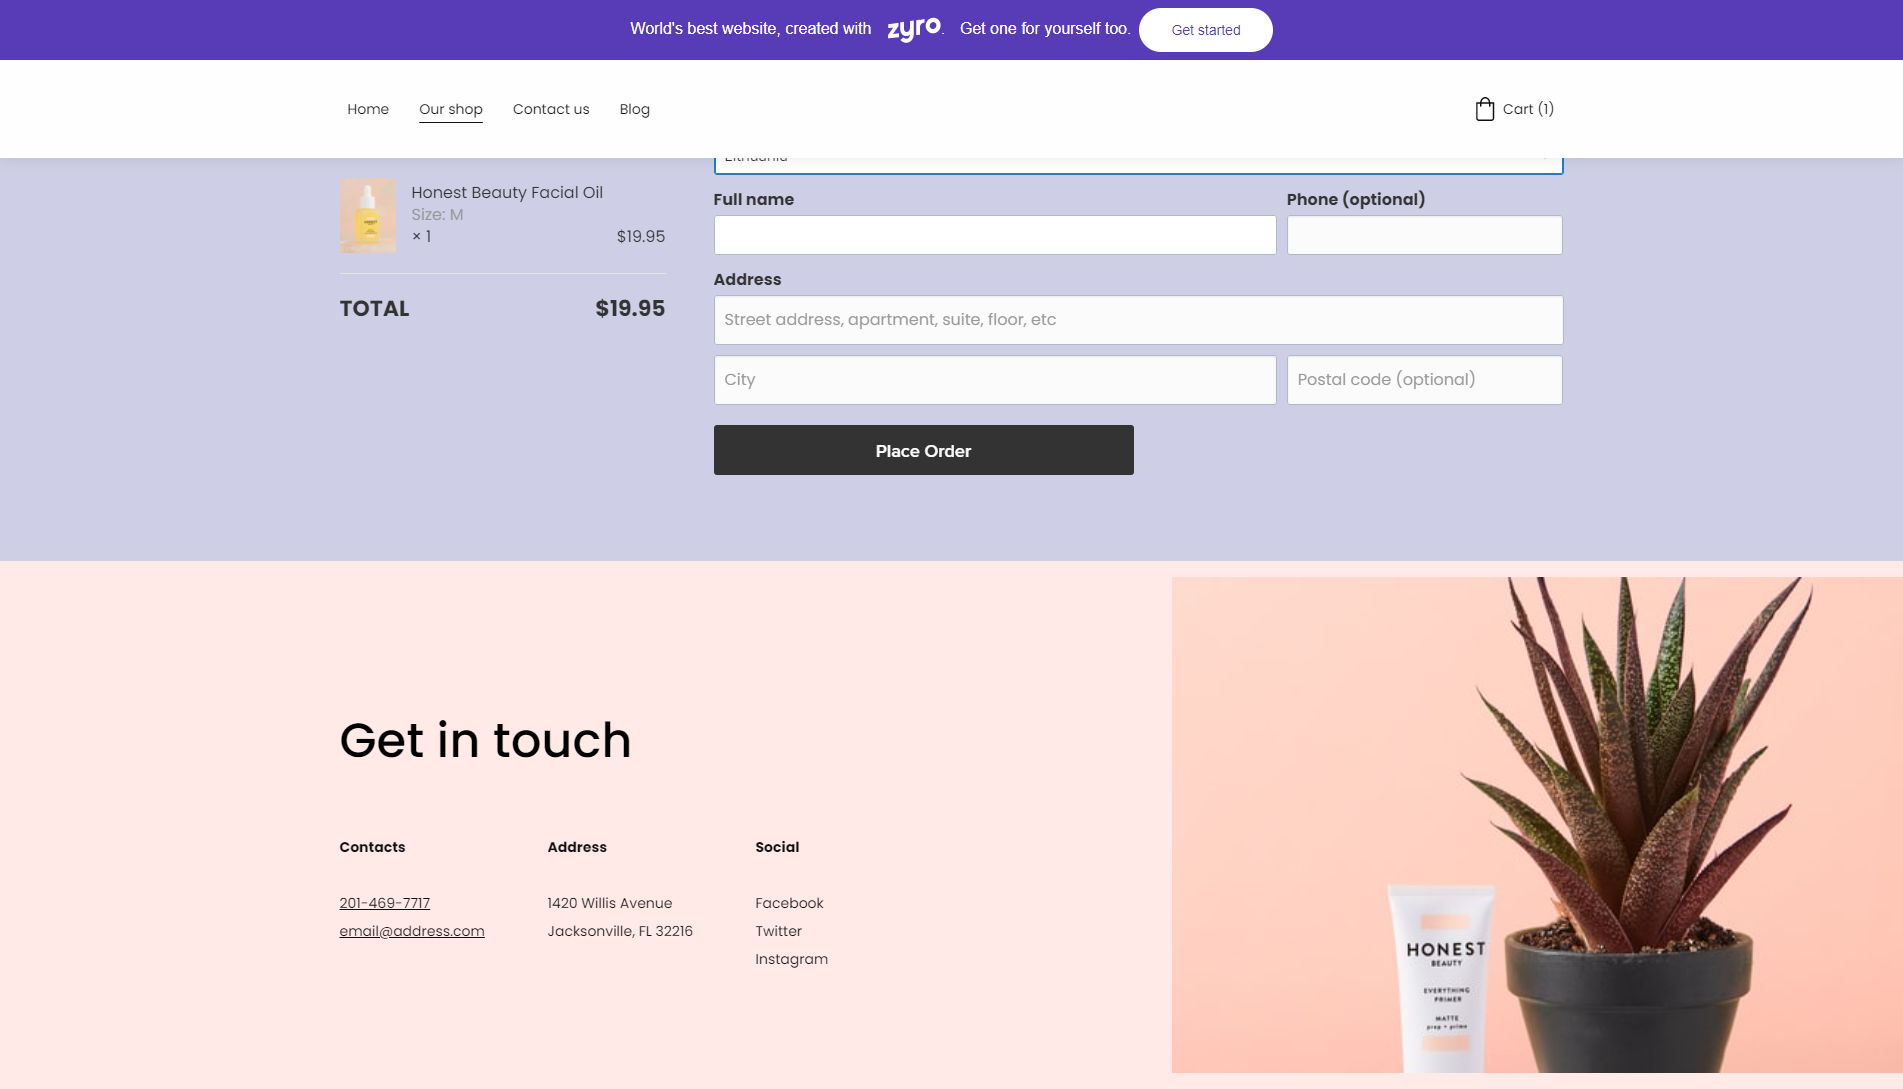 World's best website, created with zyro. Get one for yourself too. Get started
Home Our shop Contact us Blog Cart (1)
Lithuania
Honest Beauty Facial Oil
Size: M
× 1 $19.95
TOTAL $19.95
Full name Phone (optional)
Address
Street address, apartment, suite, floor, etc
City Postal code (optional)
Place Order
Get in touch
Contacts
201-469-7717
email@address.com
Address
1420 Willis Avenue
Jacksonville, FL 32216
Social
Facebook
Twitter
Instagram
HONEST
BEAUTY
EVERYTHING
PRIMER
MATTE
prep + prime